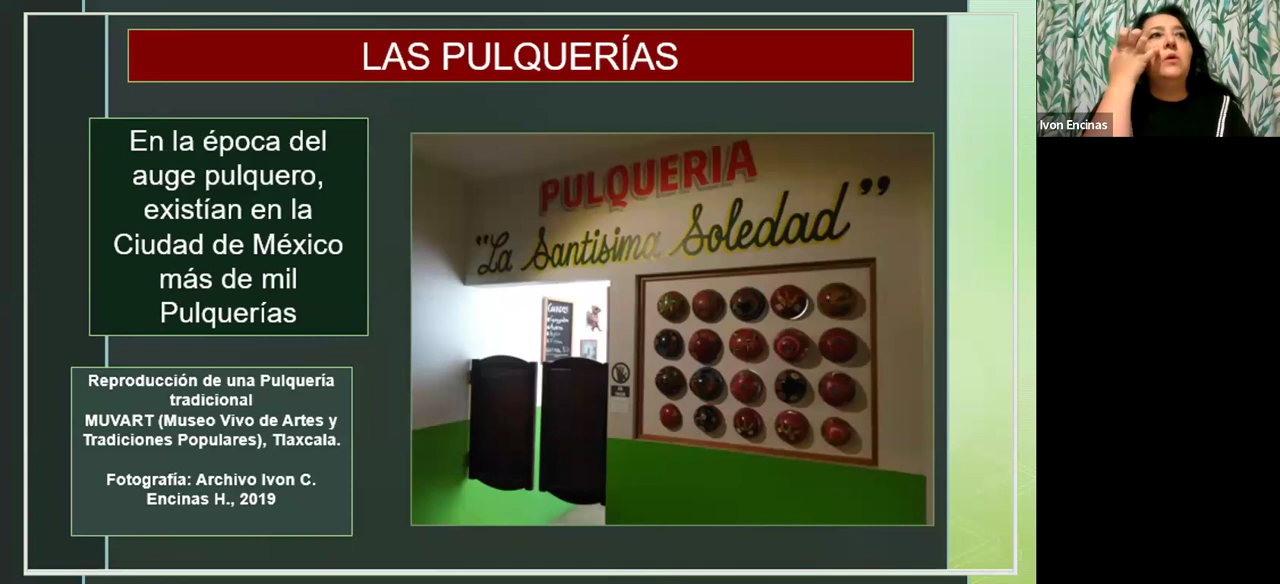 LAS PULQUERÍAS
En la época del
auge pulquero,
existían en la
Ciudad de México
más de mil
Pulquerías
Reproducción de una Pulquería
tradicional
MUVART (Museo Vivo de Artes y
Tradiciones Populares), Tlaxcala.
Fotografía: Archivo Ivon C.
Encinas H., 2019
PULQUERIA
"La Santisima Soledad"
Ivon Encinas